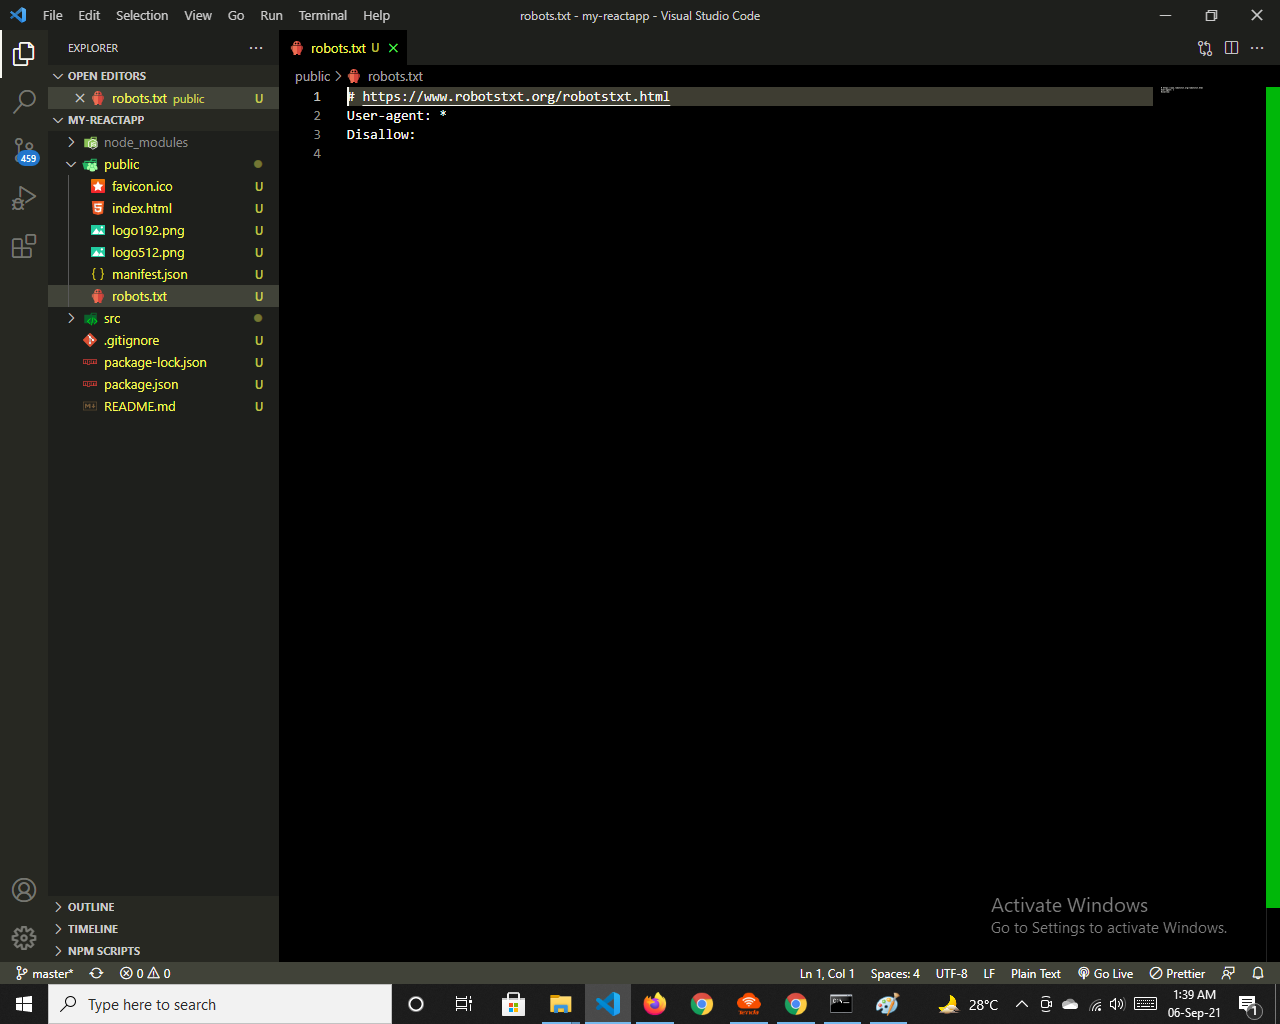 File Edit Selection View Go Run Terminal Help
robots.txt - my-reactapp - Visual Studio Code
EXPLORER
OPEN EDITORS
robots.txt public U
MY-REACTAPP
node_modules
public
favicon.ico U
index.html U
logo192.png U
logo512.png U
{ } manifest.json U
robots.txt U
src
.gitignore U
package-lock.json U
package.json U
README.md U
459
OUTLINE
TIMELINE
NPM SCRIPTS
robots.txt U
public > robots.txt
1 # https://www.robotstxt.org/robotstxt.html
2 User-agent: *
3 Disallow:
4
Activate Windows
Go to Settings to activate Windows.
master* 0 0 Ln 1, Col 1 Spaces: 4 UTF-8 LF Plain Text Go Live Prettier
Type here to search
28°C
1:39 AM
06-Sep-21
1